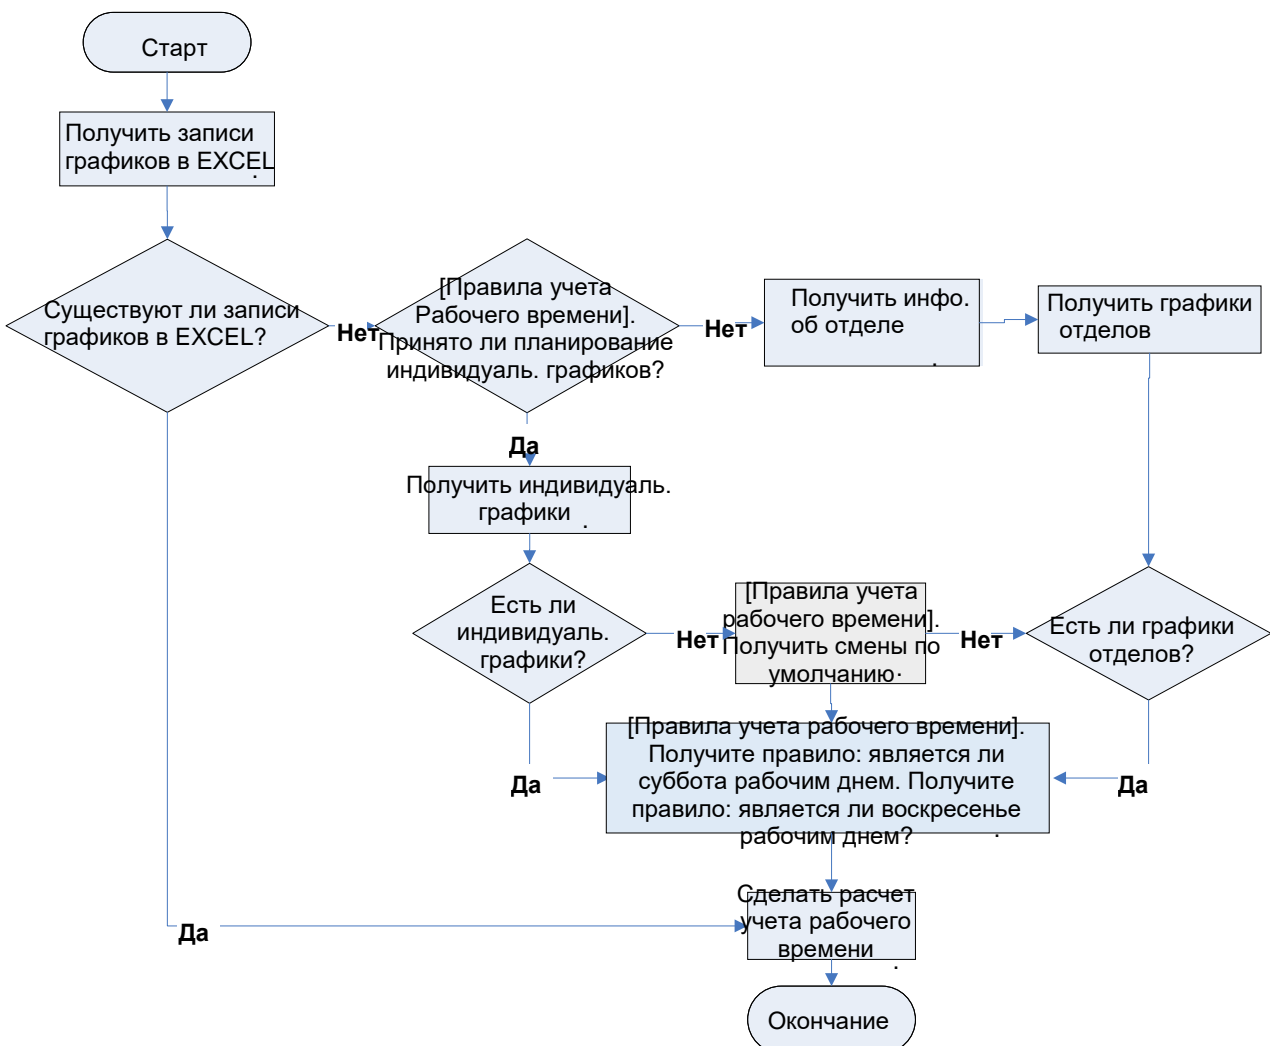 Старт
Получить записи
графиков в EXCEL
.
Существуют ли записи
графиков в EXCEL?
Нет
[Правила учета
Рабочего времени].
Принято ли планирование
индивидуаль. графиков?
Нет
Получить инфо.
об отделе
.
Получить графики
отделов
Да
Получить индивидуаль.
графики
.
Есть ли
индивидуаль.
графики?
Нет
[Правила учета
рабочего времени].
Получить смены по
умолчанию.
Нет
Есть ли графики
отделов?
[Правила учета рабочего времени].
Получите правило: является ли
суббота рабочим днем. Получите
правило: является ли воскресенье
рабочим днем?
.
Да
Да
Да
Сделать расчет
учета рабочего
времени
.
Окончание